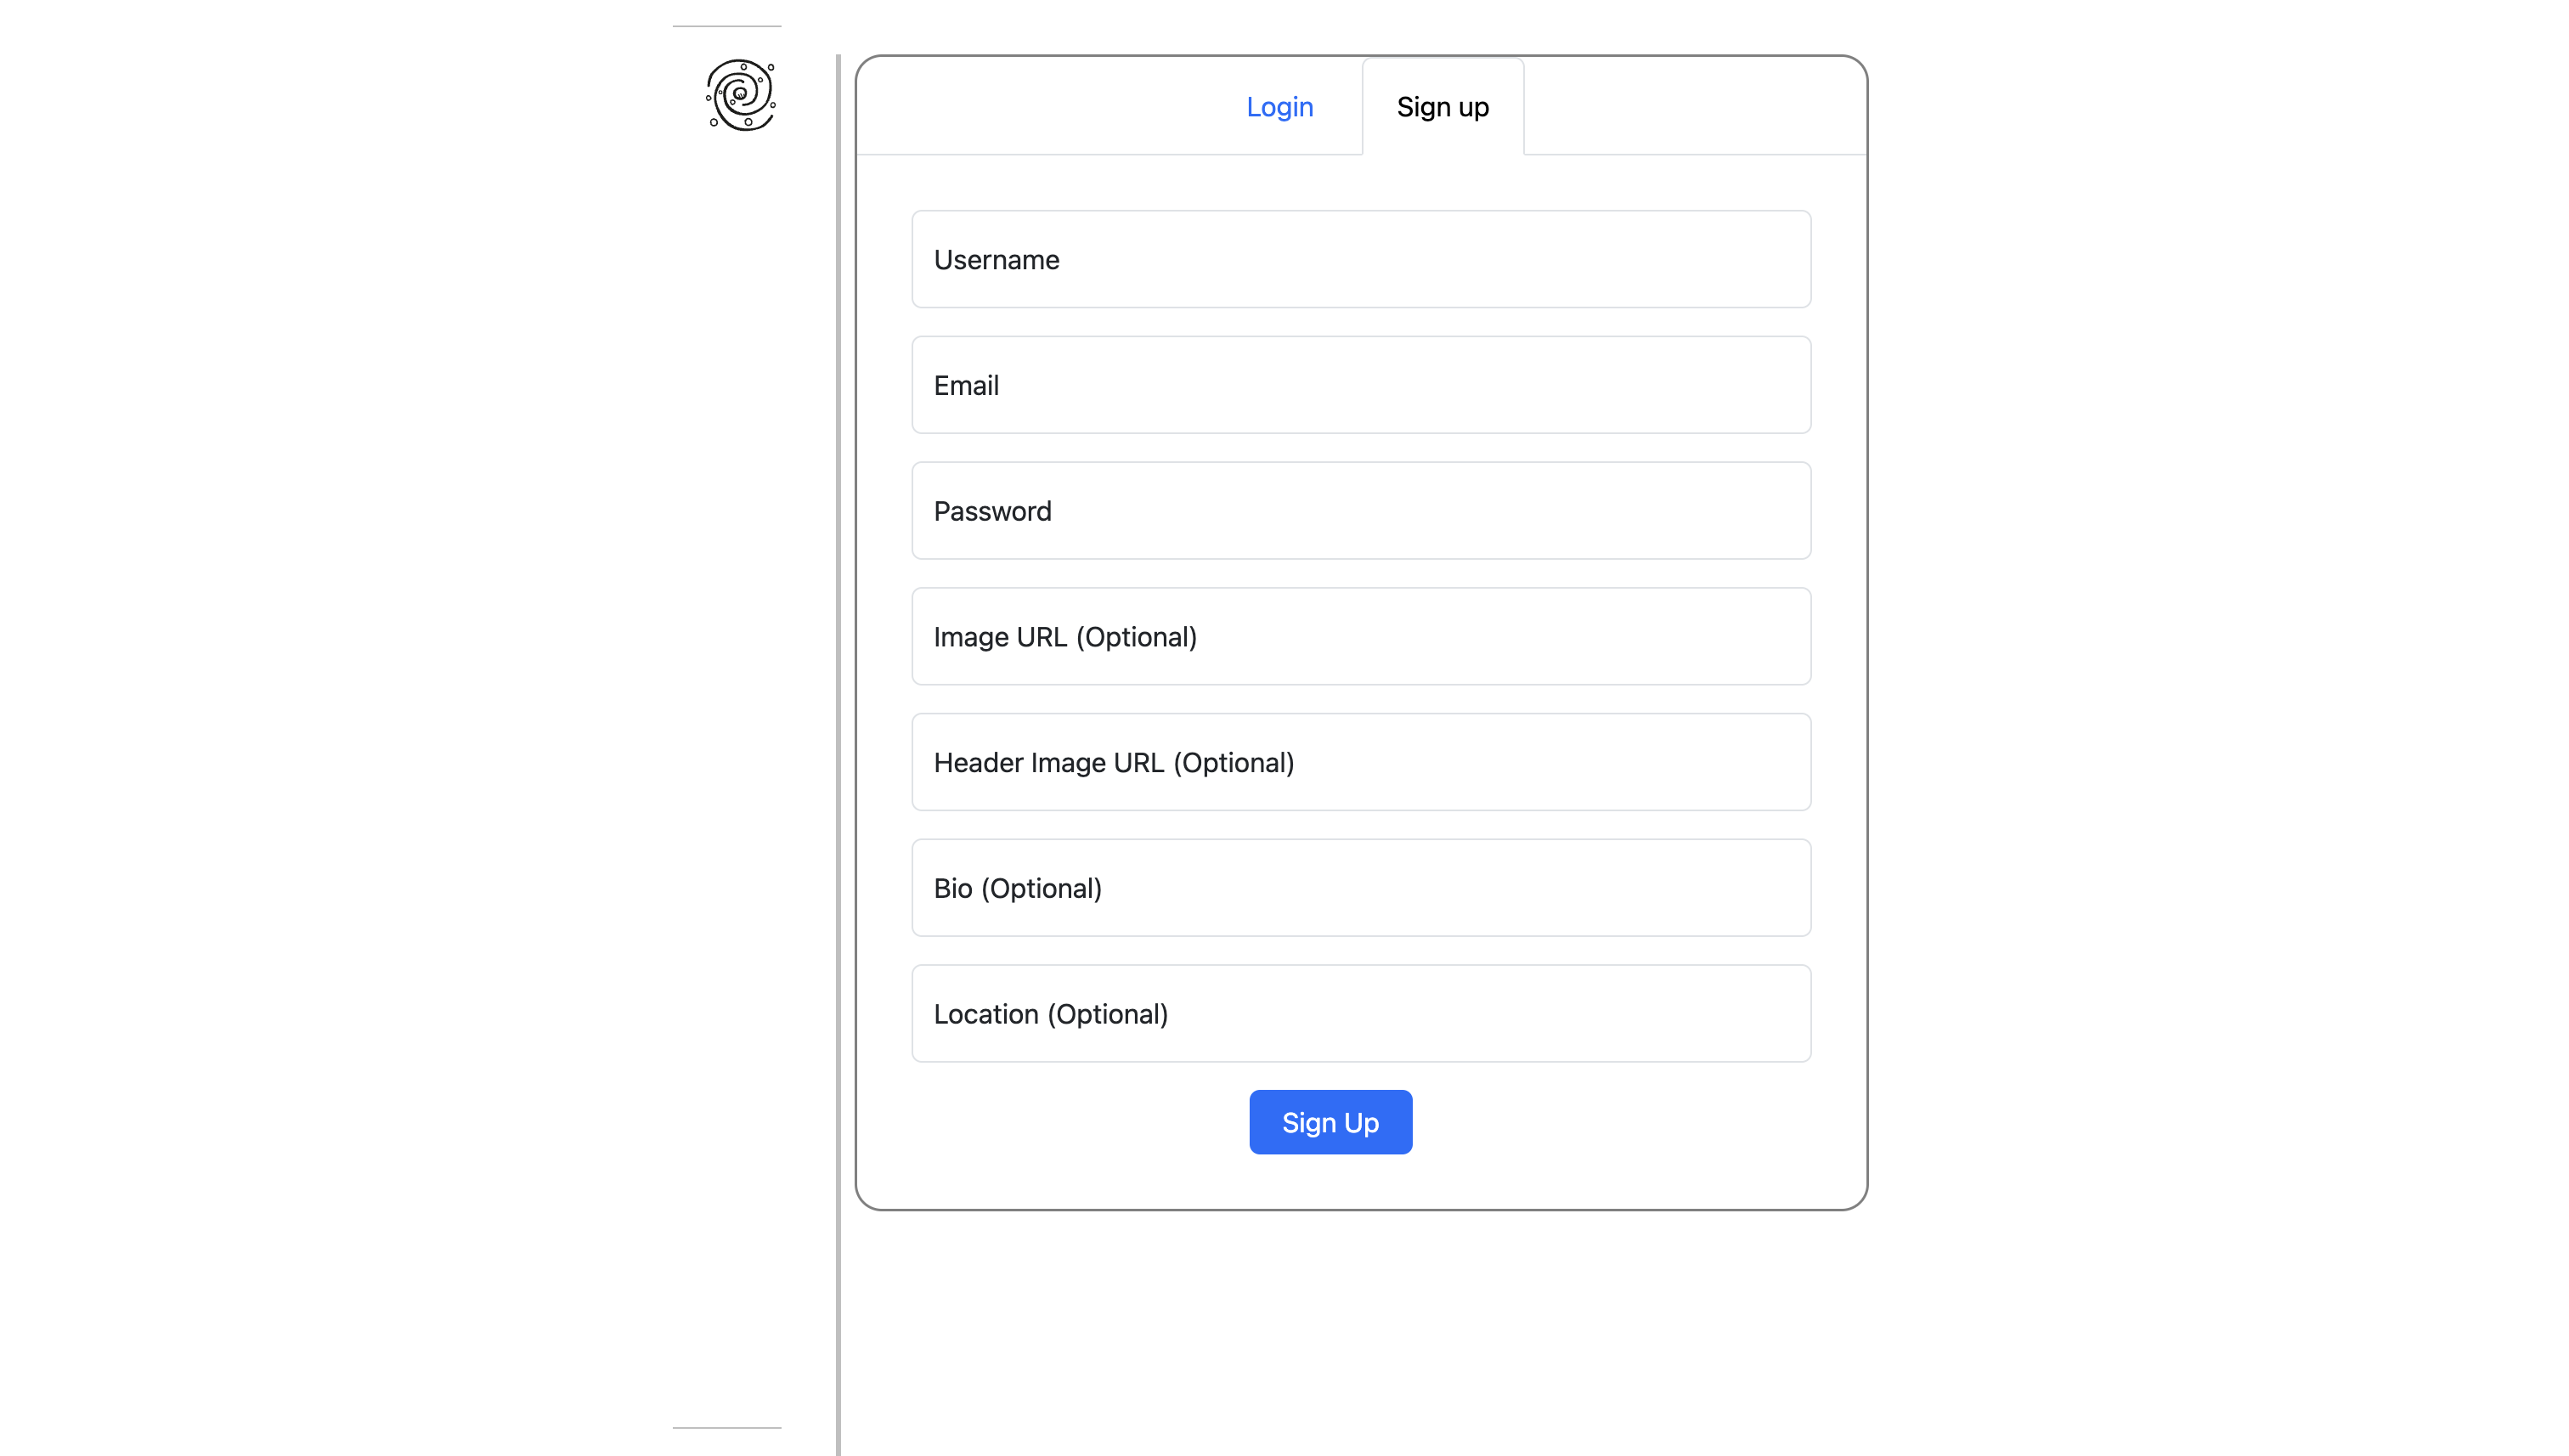 Login
Sign up
Username
Email
Password
Image URL (Optional)
Header Image URL (Optional)
Bio (Optional)
Location (Optional)
Sign Up